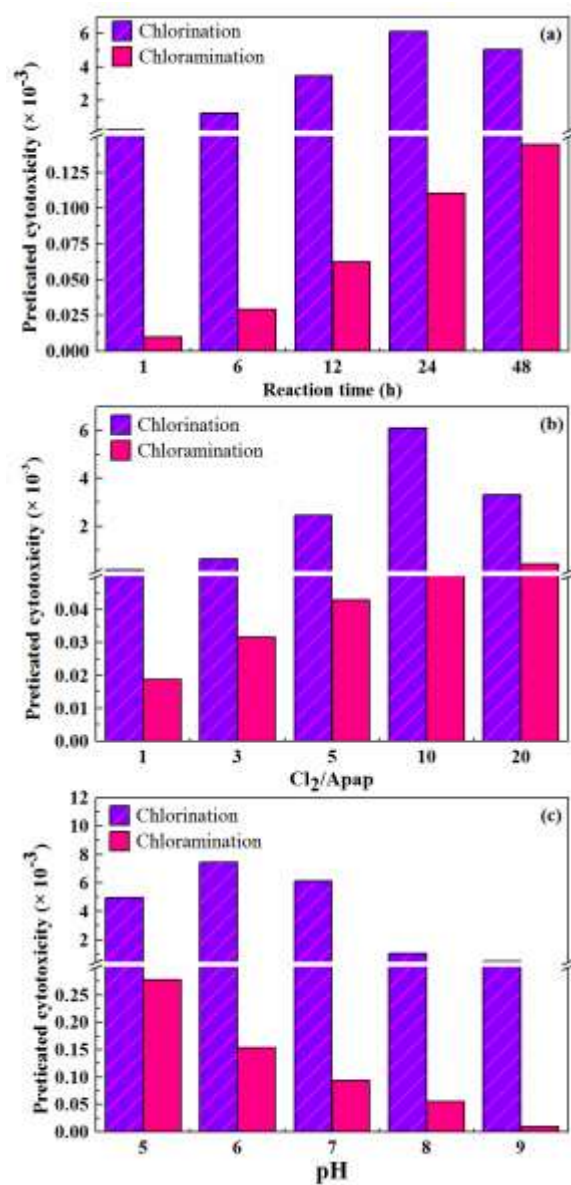 Chlorination
(a)
Chloramination
Preticated cytotoxicity (× 10-3)
6
4
2
0.125
0.100
0.075
0.050
0.025
0.000
1 6 12 24 48
Reaction time (h)
Chlorination
(b)
Chloramination
Preticated cytotoxicity (× 10-3)
6
4
2
0.04
0.03
0.02
0.01
0.00
1 3 5 10 20
Cl2/Apap
Chlorination
(c)
Chloramination
Preticated cytotoxicity (× 10-3)
12
10
8
6
4
2
0.25
0.20
0.15
0.10
0.05
0.00
5 6 7 8 9
pH